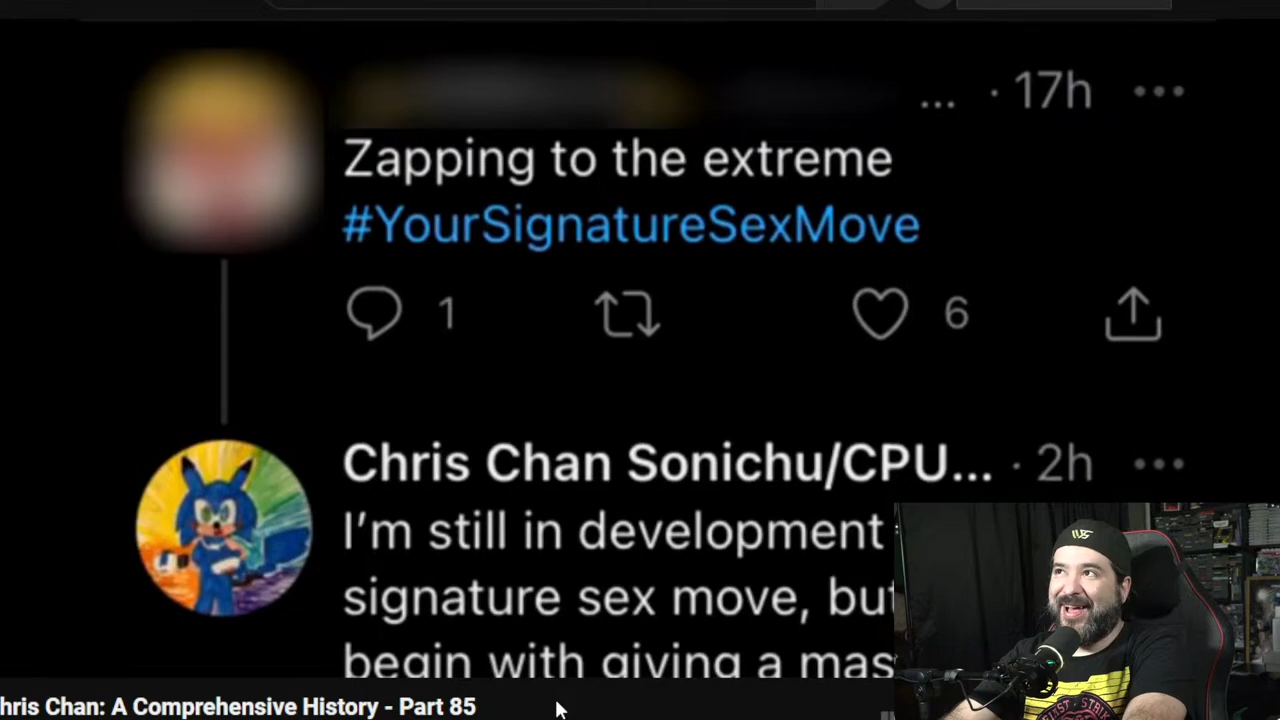 ... · 17h
Zapping to the extreme
#YourSignatureSexMove
1
6
Chris Chan Sonichu/CPU... · 2h
I’m still in development
signature sex move, but
begin with giving a mas
hris Chan: A Comprehensive History - Part 85